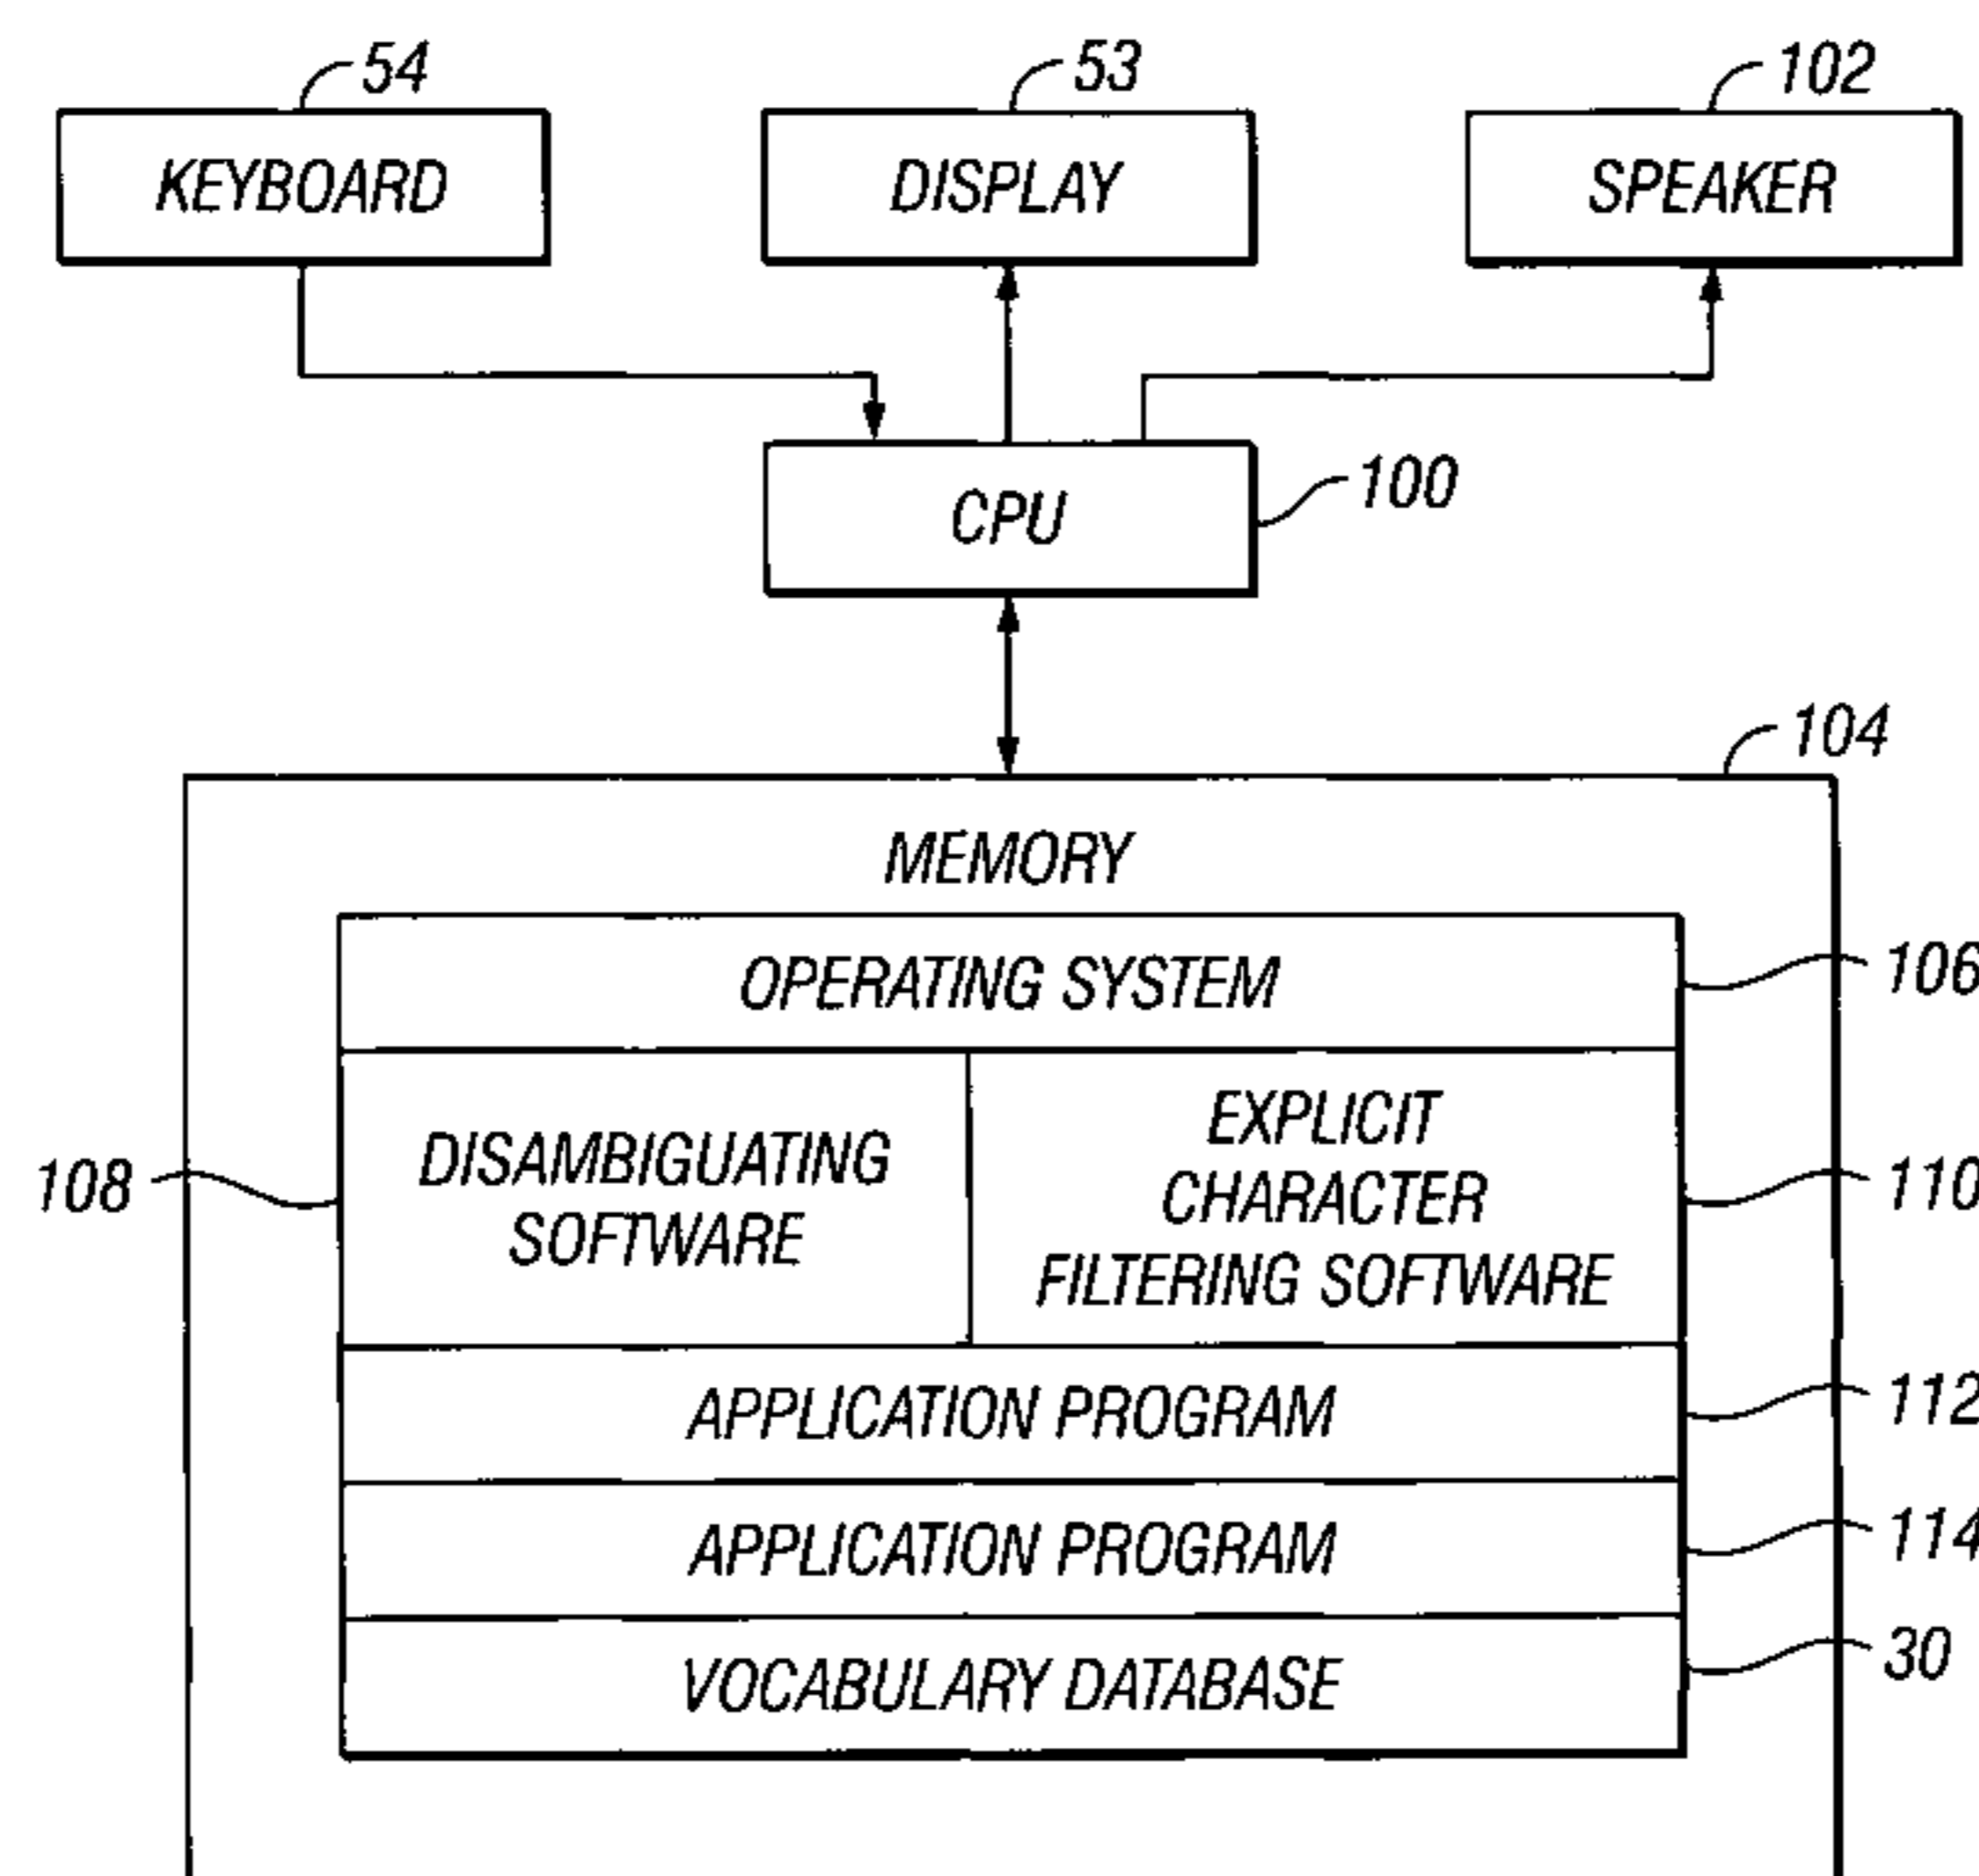 54
53
102
KEYBOARD
DISPLAY
SPEAKER
CPU
100
104
MEMORY
OPERATING SYSTEM
106
108
DISAMBIGUATING
SOFTWARE
EXPLICIT
CHARACTER
FILTERING SOFTWARE
110
APPLICATION PROGRAM
112
APPLICATION PROGRAM
114
VOCABULARY DATABASE
30